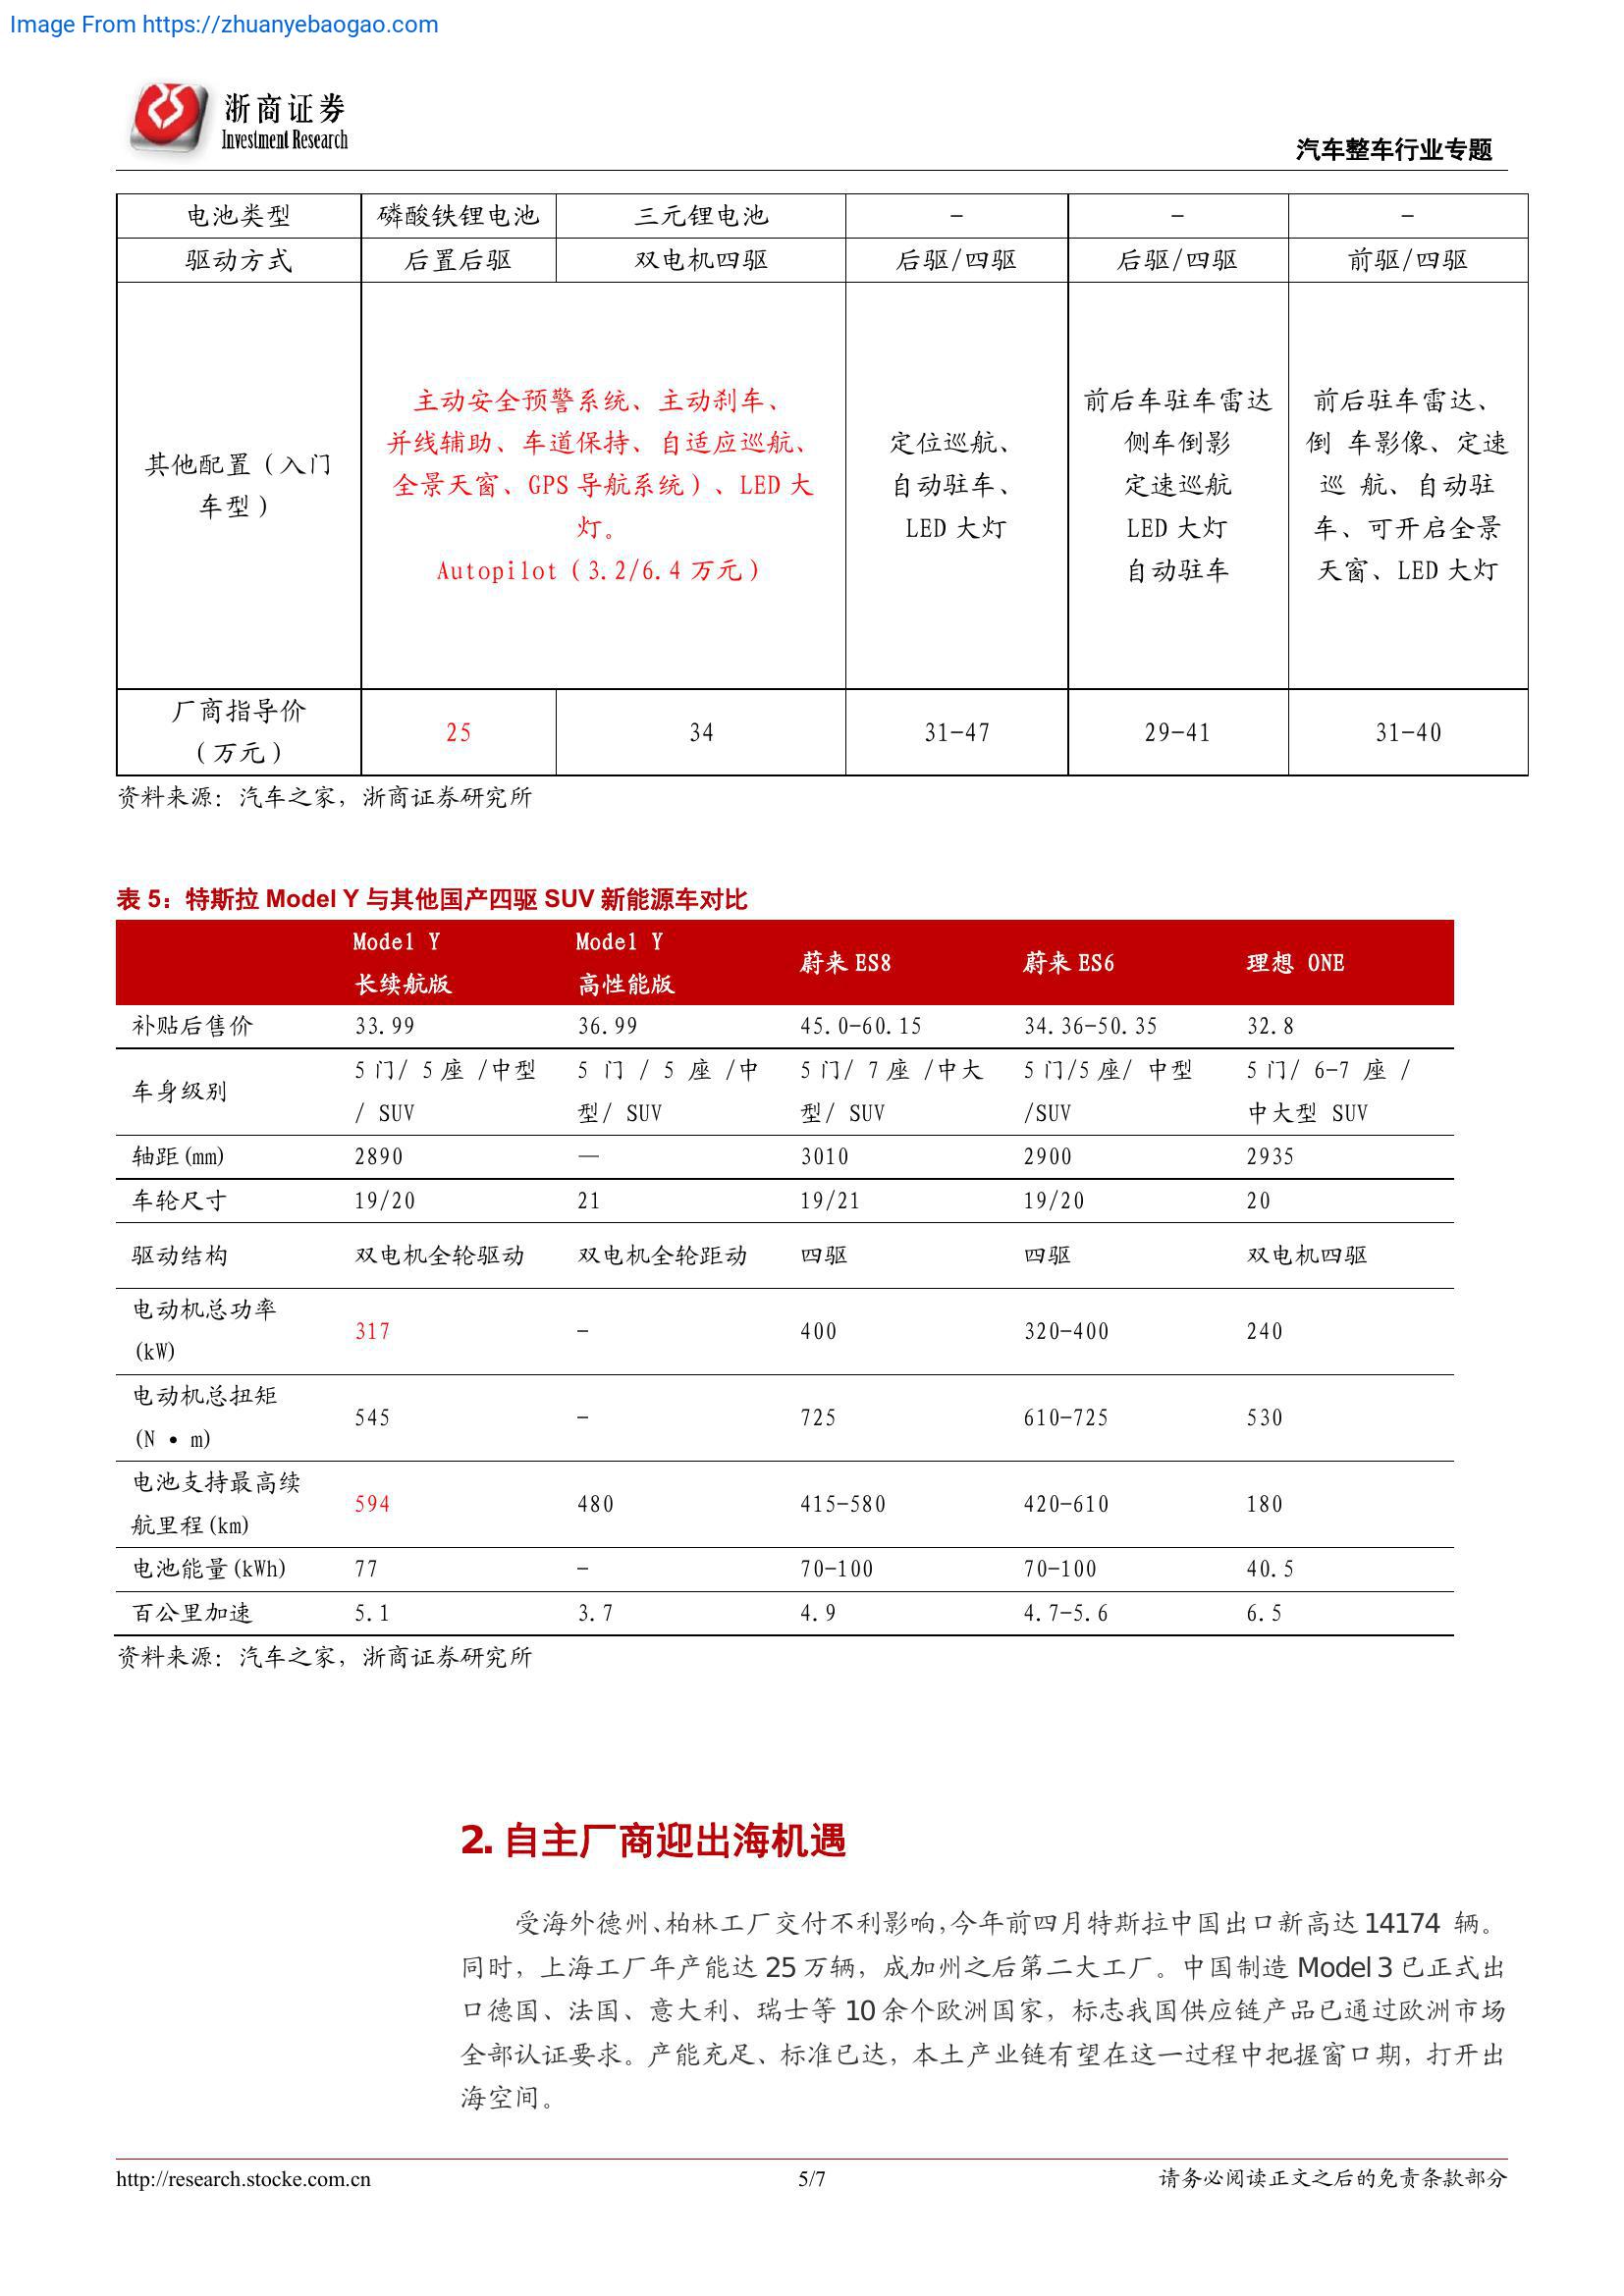 Image From https://zhuanyebaogao.com
浙商证券
Investment Research
汽车整车行业专题
电池类型 磷酸铁锂电池 三元锂电池 - - -
驱动方式 后置后驱 双电机四驱 后驱/四驱 后驱/四驱 前驱/四驱
其他配置（入门
车型）
主动安全预警系统、主动刹车、
并线辅助、车道保持、自适应巡航、
全景天窗、GPS 导航系统）、LED 大
灯。
Autopilot（3.2/6.4 万元）
定位巡航、
自动驻车、
LED 大灯
前后车驻车雷达
侧车倒影
定速巡航
LED 大灯
自动驻车
前后驻车雷达、
倒 车影像、定速
巡 航、自动驻
车、可开启全景
天窗、LED 大灯
厂商指导价
（万元）
25 34 31-47 29-41 31-40
资料来源：汽车之家，浙商证券研究所
表 5：特斯拉 Model Y 与其他国产四驱 SUV 新能源车对比
Model Y
长续航版
Model Y
高性能版
蔚来 ES8
蔚来 ES6
理想 ONE
补贴后售价 33.99 36.99 45.0-60.15 34.36-50.35 32.8
车身级别
5 门/ 5 座 /中型
/ SUV
5 门 / 5 座 /中
型/ SUV
5 门/ 7 座 /中大
型/ SUV
5 门/5 座/ 中型
/SUV
5 门/ 6-7 座 /
中大型 SUV
轴距(mm) 2890 — 3010 2900 2935
车轮尺寸 19/20 21 19/21 19/20 20
驱动结构 双电机全轮驱动 双电机全轮距动 四驱 四驱 双电机四驱
电动机总功率
(kW)
317 - 400 320-400 240
电动机总扭矩
(N • m)
545 - 725 610-725 530
电池支持最高续
航里程(km)
594 480 415-580 420-610 180
电池能量(kWh) 77 - 70-100 70-100 40.5
百公里加速 5.1 3.7 4.9 4.7-5.6 6.5
资料来源：汽车之家，浙商证券研究所
2. 自主厂商迎出海机遇
受海外德州、柏林工厂交付不利影响，今年前四月特斯拉中国出口新高达 14174 辆。
同时，上海工厂年产能达 25 万辆，成加州之后第二大工厂。中国制造 Model 3 已正式出
口德国、法国、意大利、瑞士等 10 余个欧洲国家，标志我国供应链产品已通过欧洲市场
全部认证要求。产能充足、标准已达，本土产业链有望在这一过程中把握窗口期，打开出
海空间。
http://research.stocke.com.cn 5/7 请务必阅读正文之后的免责条款部分